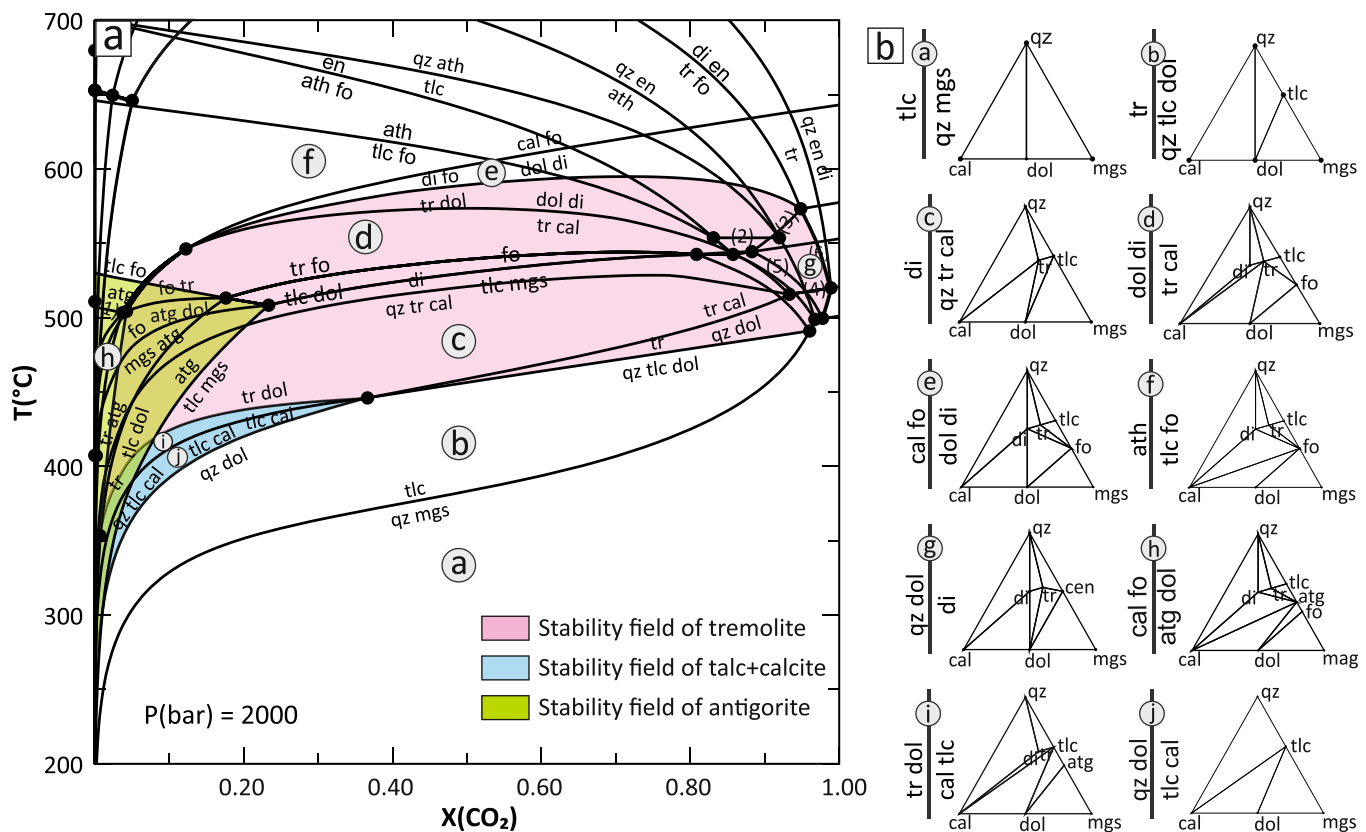 a
700
600
500
400
300
200
T(°C)
0.20
0.40
0.60
0.80
1.00
X(CO₂)
P(bar) = 2000
Stability field of tremolite
Stability field of talc+calcite
Stability field of antigorite
en
ath fo
qz ath
tlc
qz en
ath
di en
tr fo
qz en di
tr
ath
tlc fo
cal fo
dol di
di fo
tr dol
dol di
tr cal
f
e
d
(2)
(3)
(5)
(4)
g
tlc fo
atg
fo tr
tr fo
fo
tlc mgs
tlc dol
di
qz tr cal
fo
atg dol
mgs atg
h
atg
tlc mgs
tr atg
tlc dol
c
tr cal
qz dol
tr
qz tlc dol
tr dol
tlc cal
i
tlc cal
qz dol
j
tr
qz tlc cal
b
tlc
qz mgs
a
b
a
tlc
qz mgs
qz
cal
dol
mgs
b
tr
qz tlc dol
qz
tlc
cal
dol
mgs
c
di
qz tr cal
qz
tr
tlc
cal
dol
mgs
d
dol di
tr cal
qz
tlc
di
tr
fo
cal
dol
mgs
e
cal fo
dol di
qz
tlc
di
tr
fo
cal
dol
mgs
f
ath
tlc fo
qz
tlc
di
tr
fo
cal
dol
mgs
g
qz dol
di
qz
di
tr
cen
cal
dol
mgs
h
cal fo
atg dol
qz
tlc
di
tr
atg
fo
cal
dol
mag
i
tr dol
cal tlc
qz
tlc
di
tr
atg
cal
dol
mgs
j
qz dol
tlc cal
qz
tlc
cal
dol
mgs